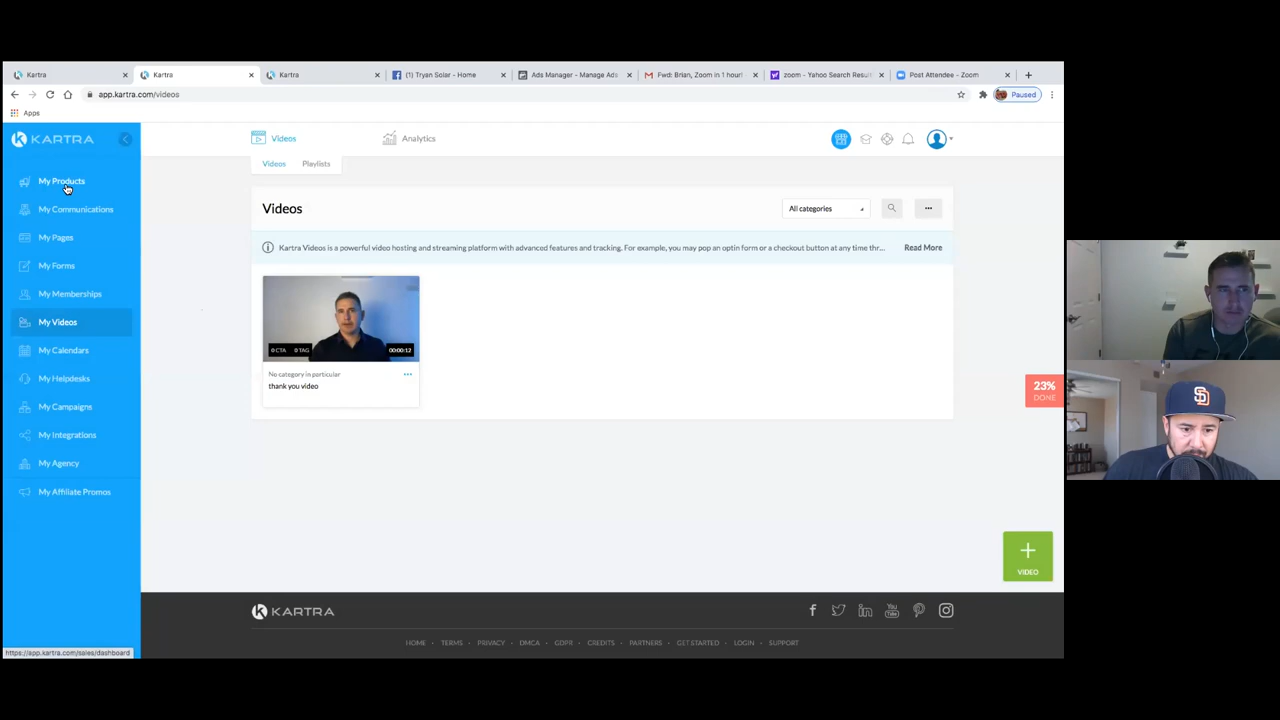 Kartra
Kartra
Kartra
(1) Tryan Solar - Home
Ads Manager - Manage Ads
Fwd: Brian, Zoom in 1 hour!
zoom - Yahoo Search Result
Post Attendee - Zoom
app.kartra.com/videos
Paused
Apps
KARTRA
Videos
Analytics
My Products
Videos
Playlists
My Communications
My Pages
My Forms
My Memberships
My Videos
My Calendars
My Helpdesks
My Campaigns
My Integrations
My Agency
My Affiliate Promos
Videos
All categories
Kartra Videos is a powerful video hosting and streaming platform with advanced features and tracking. For example, you may pop an optin form or a checkout button at any time thr...
Read More
0 CTA
0 TAG
00:00:12
No category in particular
thank you video
23%
DONE
SD
VIDEO
KARTRA
You Tube
HOME - TERMS - PRIVACY - DMCA - GDPR - CREDITS - PARTNERS - GET STARTED - LOGIN - SUPPORT
https://app.kartra.com/sales/dashboard